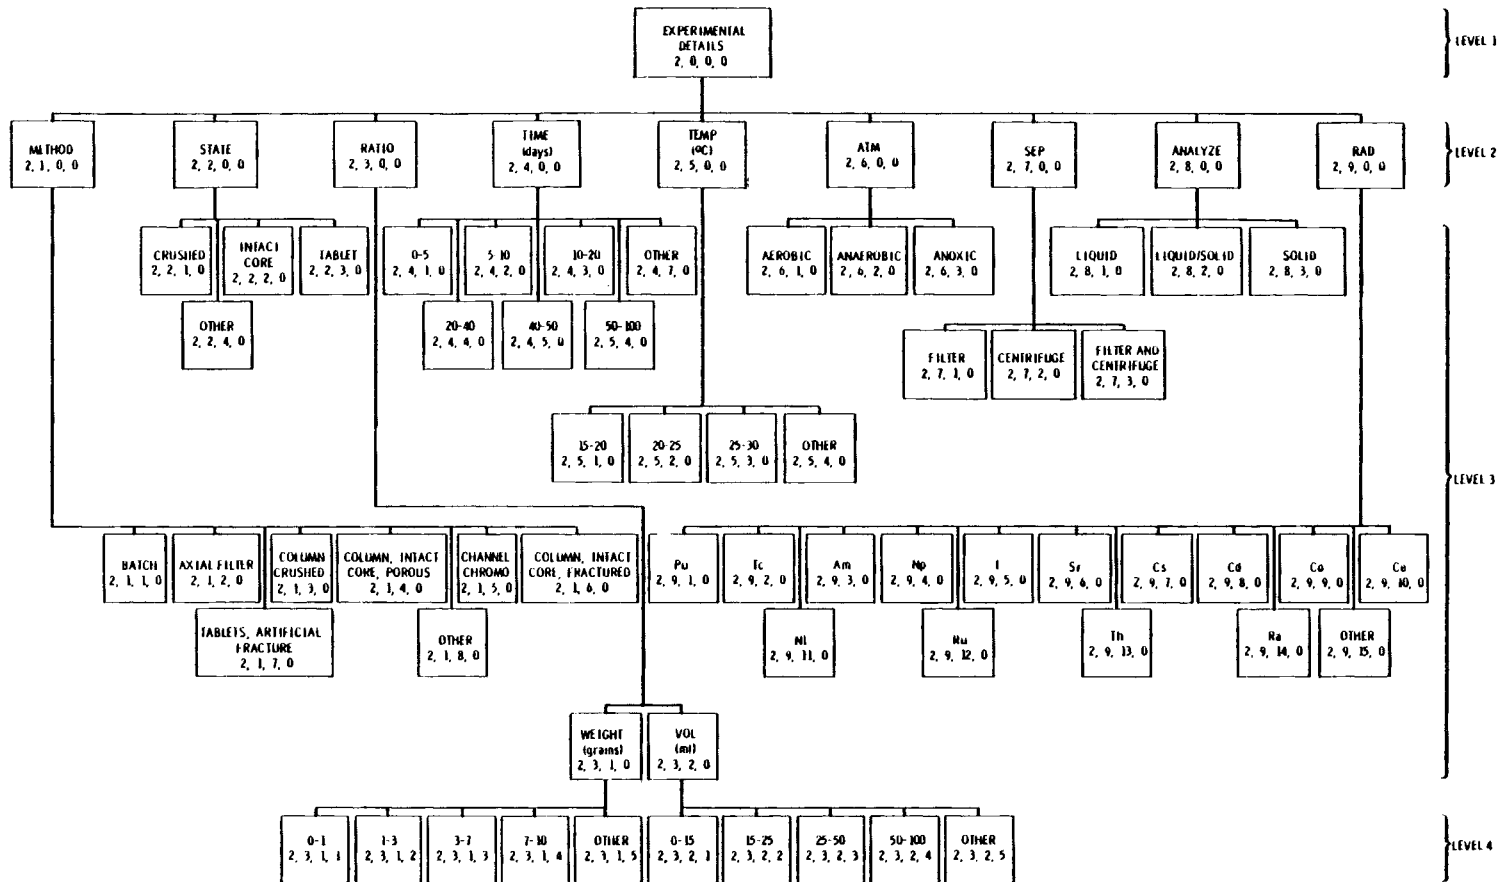 EXPERIMENTAL
DETAILS
2, 0, 0, 0
LEVEL 1
METHOD
2, 1, 0, 0
STATE
2, 2, 0, 0
RATIO
2, 3, 0, 0
TIME
(days)
2, 4, 0, 0
TEMP
(ºC)
2, 5, 0, 0
ATM
2, 6, 0, 0
SEP
2, 7, 0, 0
ANALYZE
2, 8, 0, 0
RAD
2, 9, 0, 0
LEVEL 2
CRUSHED
2, 2, 1, 0
INTACT
CORE
2, 2, 2, 0
TABLET
2, 2, 3, 0
OTHER
2, 2, 4, 0
0-5
2, 4, 1, 0
5-10
2, 4, 2, 0
10-20
2, 4, 3, 0
OTHER
2, 4, 7, 0
20-40
2, 4, 4, 0
40-50
2, 4, 5, 0
50-100
2, 5, 4, 0
AEROBIC
2, 6, 1, 0
ANAEROBIC
2, 6, 2, 0
ANOXIC
2, 6, 3, 0
LIQUID
2, 8, 1, 0
LIQUID/SOLID
2, 8, 2, 0
SOLID
2, 8, 3, 0
FILTER
2, 7, 1, 0
CENTRIFUGE
2, 7, 2, 0
FILTER AND
CENTRIFUGE
2, 7, 3, 0
15-20
2, 5, 1, 0
20-25
2, 5, 2, 0
25-30
2, 5, 3, 0
OTHER
2, 5, 4, 0
LEVEL 3
BATCH
2, 1, 1, 0
AXIAL FILTER
2, 1, 2, 0
COLUMN
CRUSHED
2, 1, 3, 0
COLUMN, INTACT
CORE, POROUS
2, 1, 4, 0
CHANNEL
CHROMO
2, 1, 5, 0
COLUMN, INTACT
CORE, FRACTURED
2, 1, 6, 0
TABLETS, ARTIFICIAL
FRACTURE
2, 1, 7, 0
OTHER
2, 1, 8, 0
Pu
2, 9, 1, 0
Tc
2, 9, 2, 0
Am
2, 9, 3, 0
Np
2, 9, 4, 0
I
2, 9, 5, 0
Sr
2, 9, 6, 0
Cs
2, 9, 7, 0
Cd
2, 9, 8, 0
Co
2, 9, 9, 0
2, 9, 10, 0
Ni
2, 9, 11, 0
Ru
2, 9, 12, 0
Th
2, 9, 13, 0
Ra
2, 9, 14, 0
OTHER
2, 9, 15, 0
WEIGHT
(grains)
2, 3, 1, 0
VOL
(ml)
2, 3, 2, 0
0-1
2, 3, 1, 1
1-3
2, 3, 1, 2
3-7
2, 3, 1, 3
7-10
2, 3, 1, 4
OTHER
2, 3, 1, 5
0-15
2, 3, 2, 1
15-25
2, 3, 2, 2
25-50
2, 3, 2, 3
50-100
2, 3, 2, 4
OTHER
2, 3, 2, 5
LEVEL 4